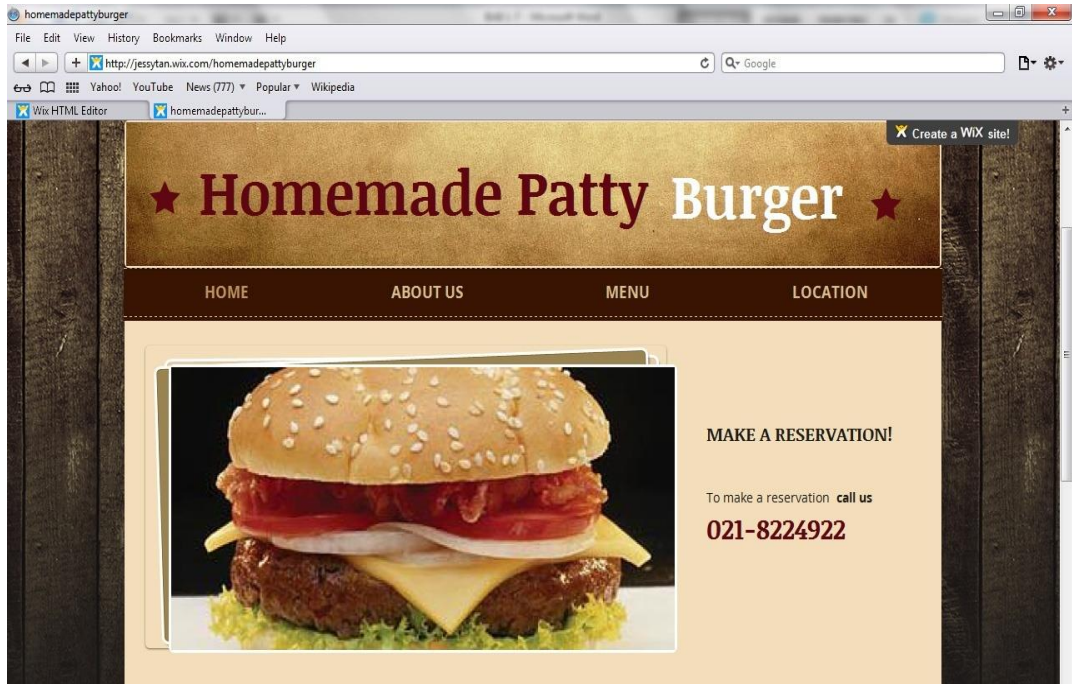 homemadepattyburger
File Edit View History Bookmarks Window Help
http://jessytan.wix.com/homemadepattyburger
Google
Yahoo! YouTube News (777) Popular Wikipedia
Wix HTML Editor
homemadepattybur...
Create a WiX site!
Homemade Patty Burger
HOME ABOUT US MENU LOCATION
MAKE A RESERVATION!
To make a reservation call us
021-8224922